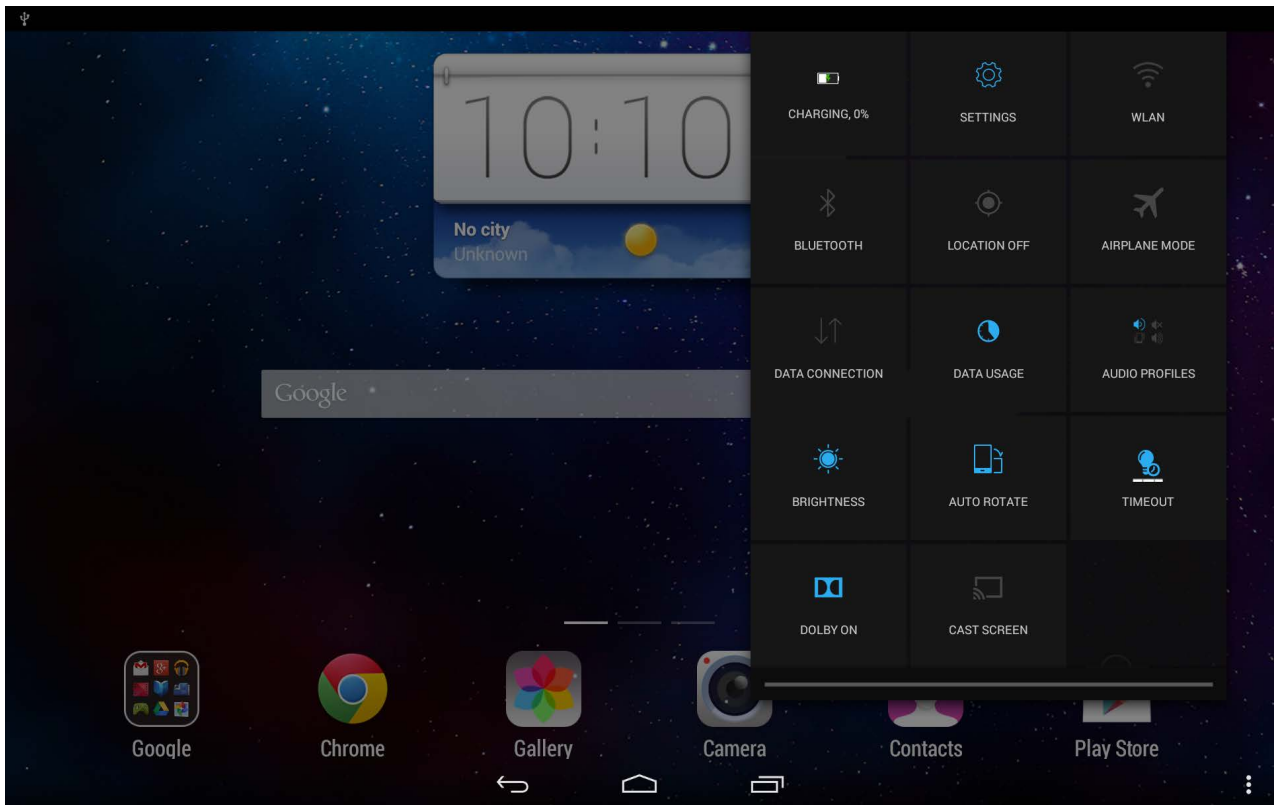 10:10
No city
Unknown
Google
CHARGING, 0%
SETTINGS
WLAN
BLUETOOTH
LOCATION OFF
AIRPLANE MODE
DATA CONNECTION
DATA USAGE
AUDIO PROFILES
BRIGHTNESS
AUTO ROTATE
TIMEOUT
DOLBY ON
CAST SCREEN
Google
Chrome
Gallery
Camera
Contacts
Play Store